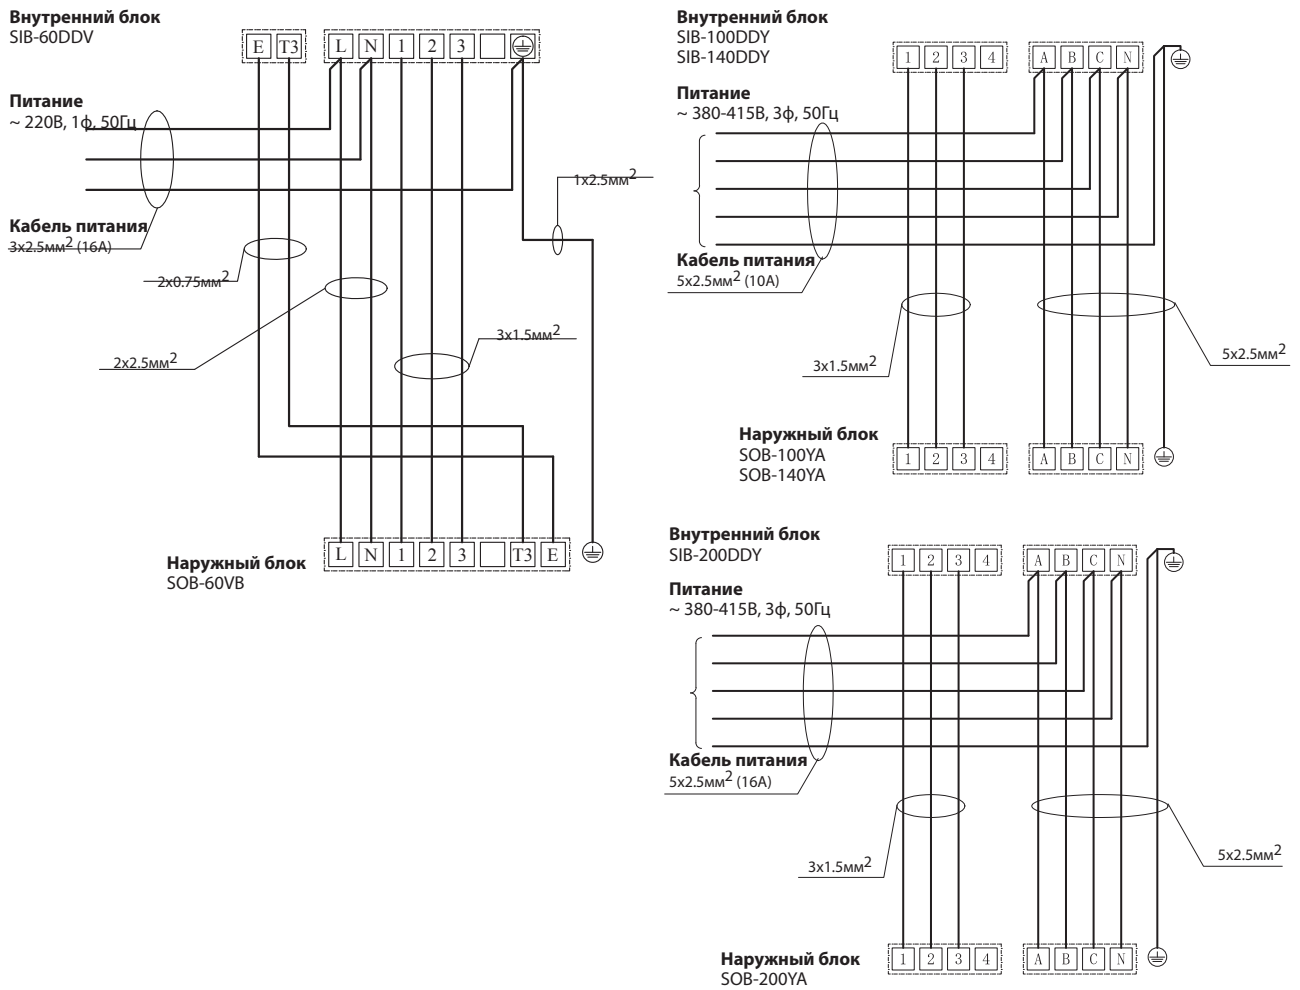 Внутренний блок
SIB-60DDV
E T3 L N 1 2 3
Питание
~ 220В, 1ф, 50Гц
1x2.5мм2
Кабель питания
3x2.5мм2 (16А)
2x0.75мм2
3x1.5мм2
2x2.5мм2
L N 1 2 3 T3 E
Наружный блок
SOB-60VB
Внутренний блок
SIB-100DDY
SIB-140DDY
1 2 3 4 A B C N
Питание
~ 380-415В, 3ф, 50Гц
Кабель питания
5x2.5мм2 (10А)
3x1.5мм2
5x2.5мм2
Наружный блок
SOB-100YA
SOB-140YA
1 2 3 4 A B C N
Внутренний блок
SIB-200DDY
1 2 3 4 A B C N
Питание
~ 380-415В, 3ф, 50Гц
Кабель питания
5x2.5мм2 (16А)
3x1.5мм2
5x2.5мм2
Наружный блок
SOB-200YA
1 2 3 4 A B C N